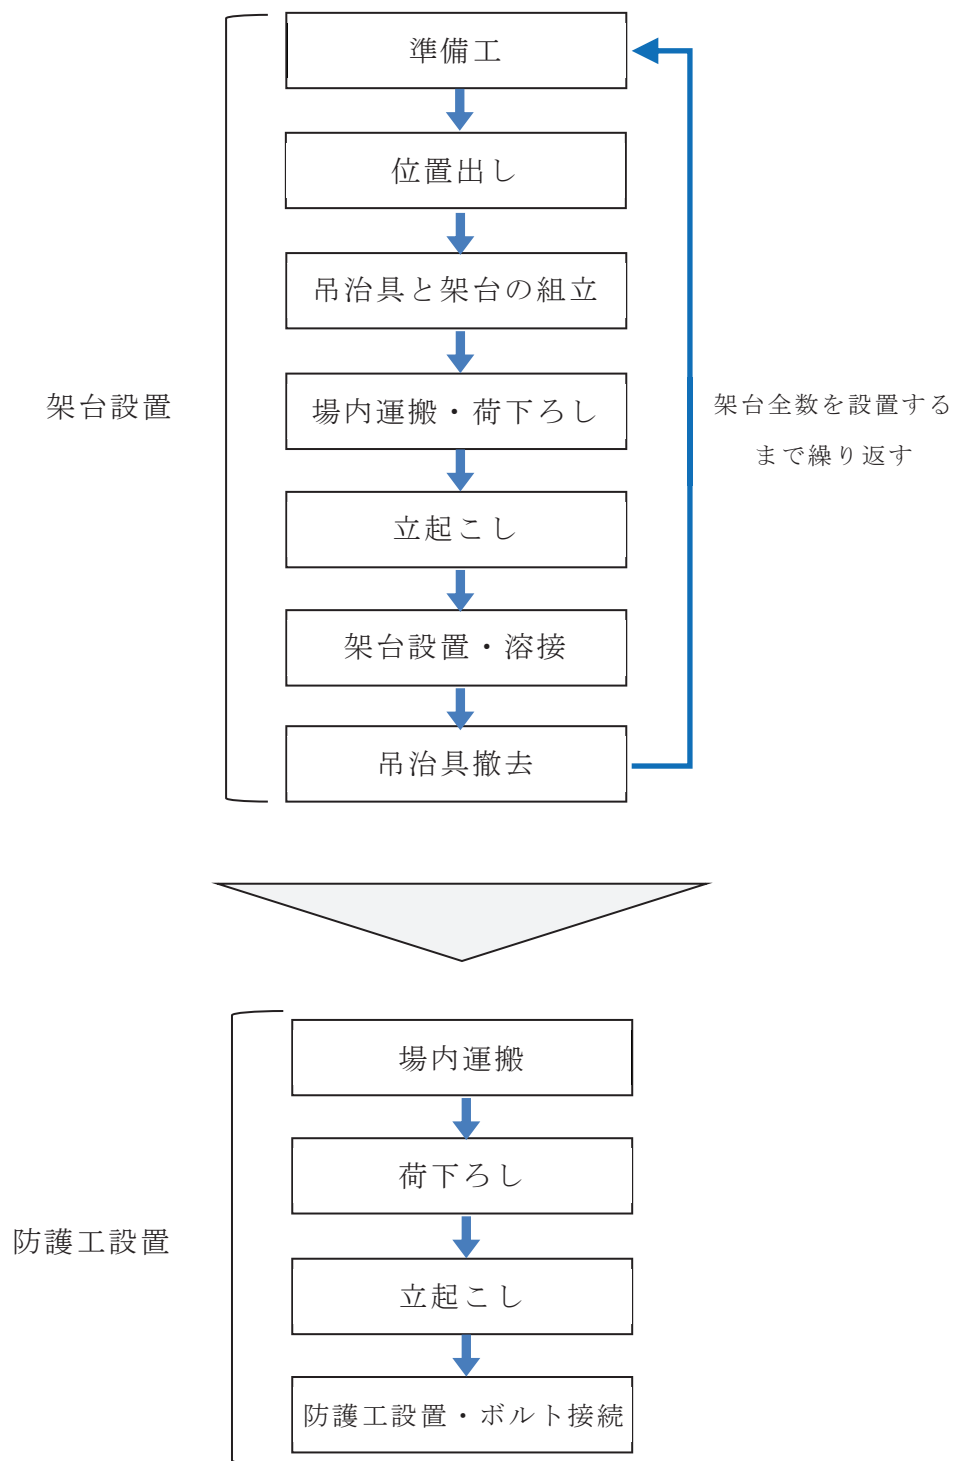 準備工
位置出し
吊治具と架台の組立
場内運搬・荷下ろし
架台設置
架台全数を設置する
まで繰り返す
立起こし
架台設置・溶接
吊治具撤去
場内運搬
荷下ろし
防護工設置
立起こし
防護工設置・ボルト接続